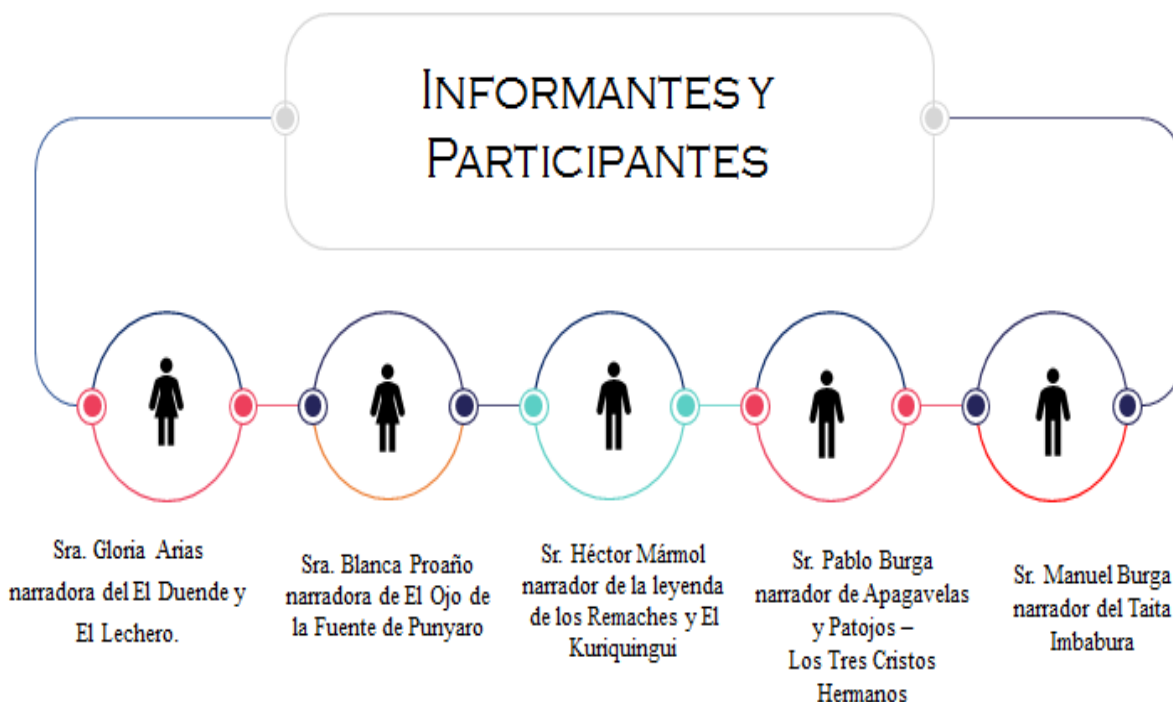 INFORMANTES Y
PARTICIPANTES
Sra. Gloria Arias
narradora del El Duende y
El Lechero.
Sra. Blanca Proaño
narradora de El Ojo de
la Fuente de Punyaro
Sr. Héctor Mármol
narrador de la leyenda
de los Remaches y El
Kuriquingui
Sr. Pablo Burga
narrador de Apagavelas
y Patojos –
Los Tres Cristos
Hermanos
Sr. Manuel Burga
narrador del Taita
Imbabura